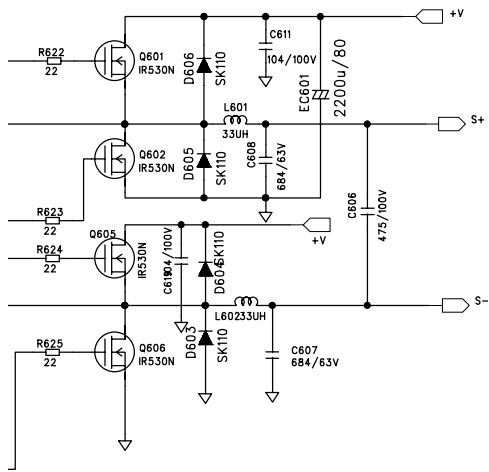 +V
C611
104/100V
R622
22
Q601
IR530N
D606
SK110
EC601
2200u/80
L601
33UH
S+
Q602
IR530N
D605
SK110
C608
684/63V
C606
475/100V
R623
22
R624
22
Q605
IR530N
C619
104/100V
D604
SK110
+V
L602
33UH
S-
R625
22
Q606
IR530N
D603
SK110
C607
684/63V